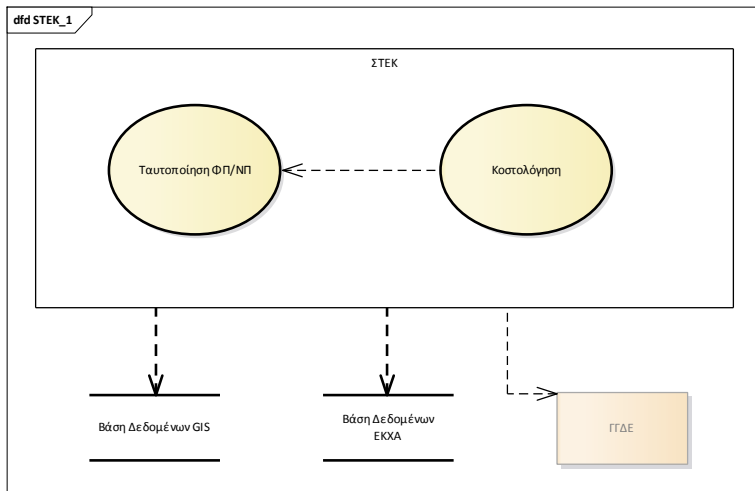 dfd STEK_1
ΣΤΕΚ
Ταυτοποίηση ΦΠ/ΝΠ
Κοστολόγηση
Βάση Δεδομένων GIS
Βάση Δεδομένων
ΕΚΧΑ
ΓΓΔΕ